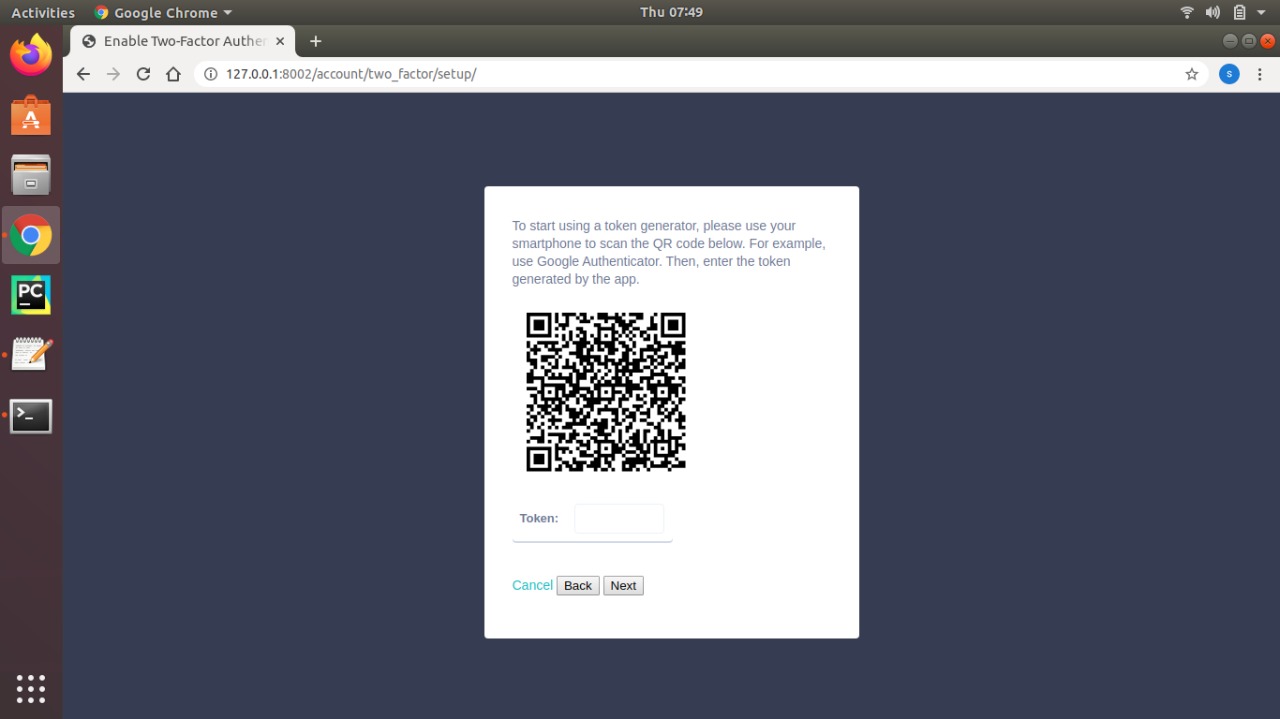 Activities Google Chrome Thu 07:49
Enable Two-Factor Authe
127.0.0.1:8002/account/two_factor/setup/ s
To start using a token generator, please use your
smartphone to scan the QR code below. For example,
use Google Authenticator. Then, enter the token
generated by the app.
PC
Token:
Cancel Back Next